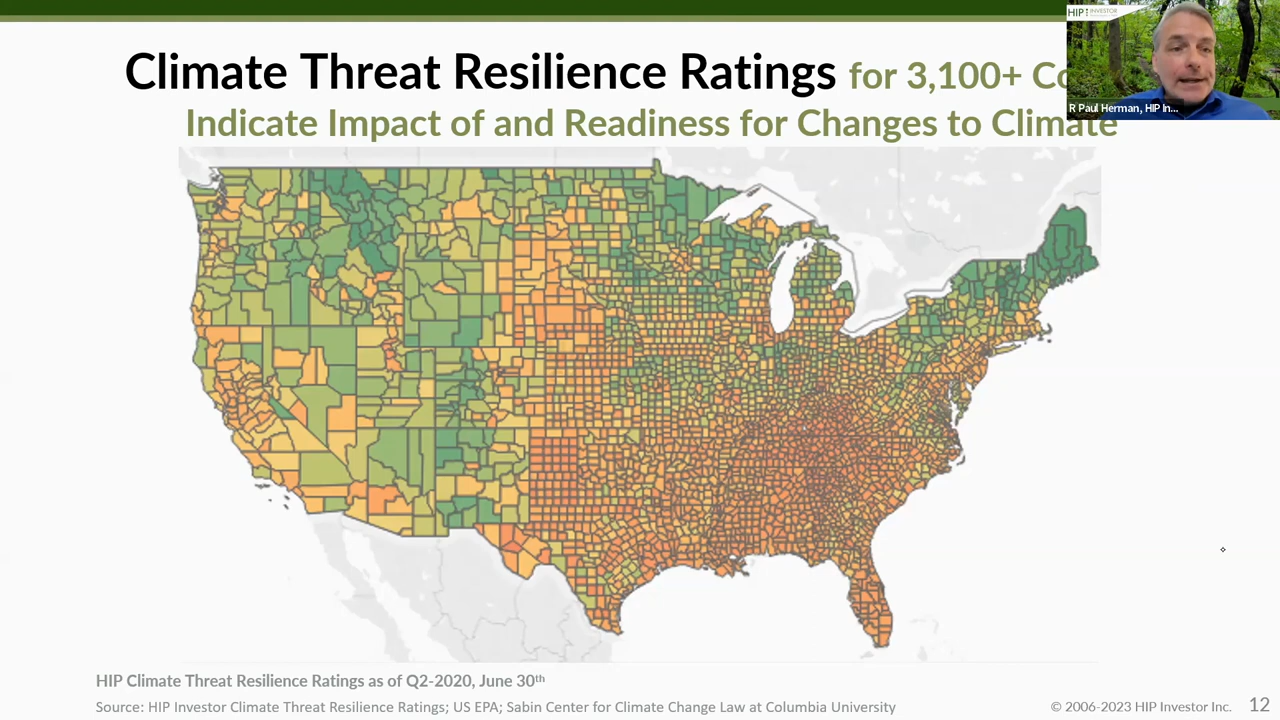 Climate Threat Resilience Ratings for 3,100+
Indicate Impact of and Readiness for Changes to Climate
HIP INVESTOR
R Paul Herman, HIP In...
HIP Climate Threat Resilience Ratings as of Q2-2020, June 30th
Source: HIP Investor Climate Threat Resilience Ratings; US EPA; Sabin Center for Climate Change Law at Columbia University
© 2006-2023 HIP Investor Inc. 12